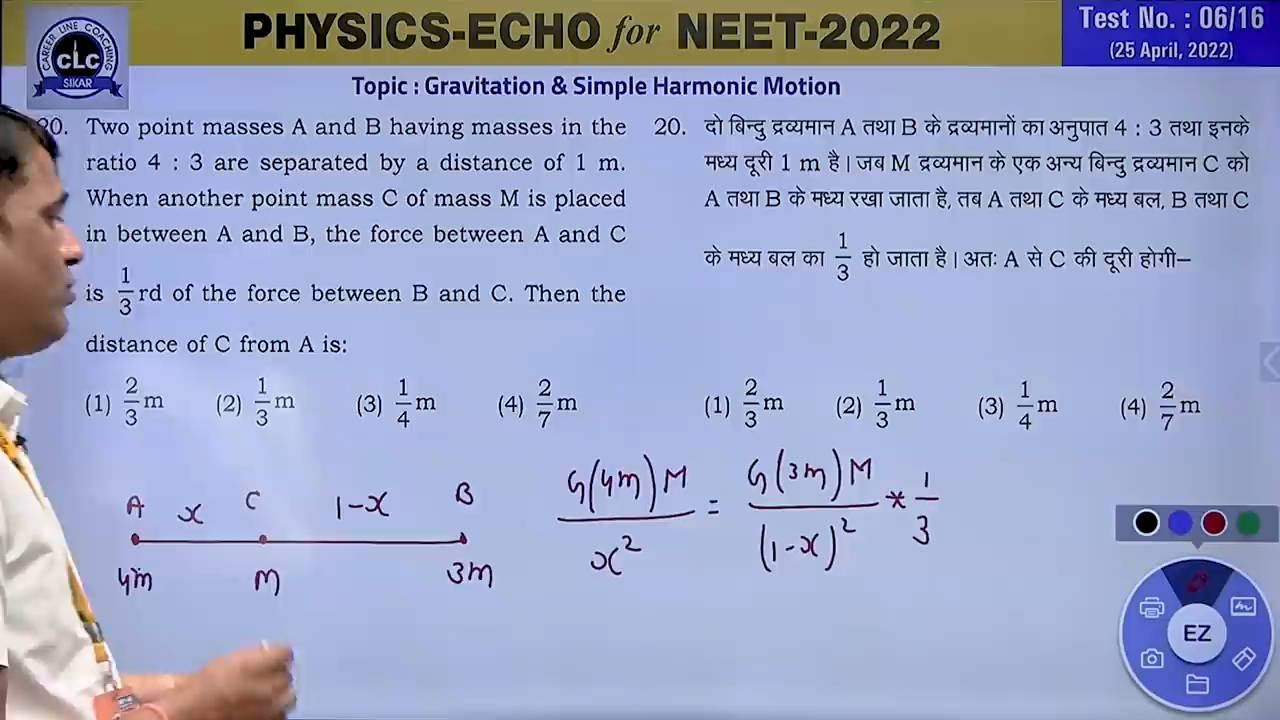 PHYSICS-ECHO for NEET-2022
Test No. : 06/16
(25 April, 2022)
CAREER LINE COACHING
CLC
SIKAR
Topic : Gravitation & Simple Harmonic Motion
20. Two point masses A and B having masses in the
ratio 4 : 3 are separated by a distance of 1 m.
When another point mass C of mass M is placed
in between A and B, the force between A and C
is 1/3 rd of the force between B and C. Then the
distance of C from A is:
(1) 2/3 m (2) 1/3 m (3) 1/4 m (4) 2/7 m
20. दो बिन्दु द्रव्यमान A तथा B के द्रव्यमानों का अनुपात 4 : 3 तथा इनके
मध्य दूरी 1 m है। जब M द्रव्यमान के एक अन्य बिन्दु द्रव्यमान C को
A तथा B के मध्य रखा जाता है, तब A तथा C के मध्य बल, B तथा C
के मध्य बल का 1/3 हो जाता है। अतः A से C की दूरी होगी–
(1) 2/3 m (2) 1/3 m (3) 1/4 m (4) 2/7 m
A x C 1-x B
4m M 3m
G(4m)M/x² = G(3m)M/(1-x)² * 1/3
EZ